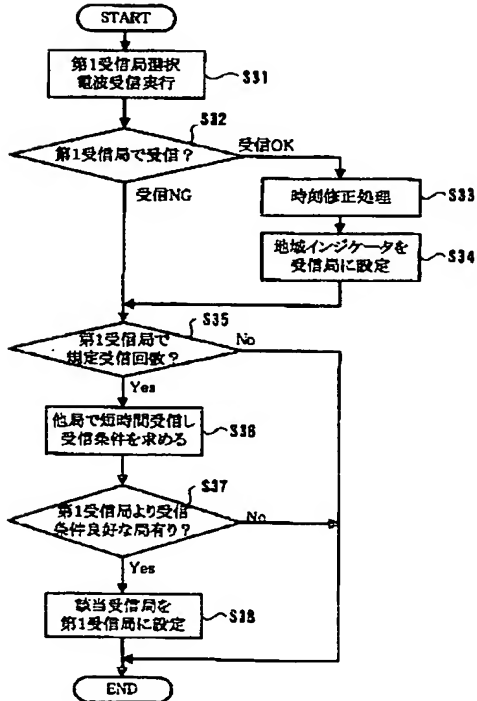 START
第1受信局選択
電波受信実行
S31
S32
第1受信局で受信？
受信OK
受信NG
時刻修正処理
S33
地域インジケータを
受信局に設定
S34
S35
第1受信局で
規定受信回数？
No
Yes
他局で短時間受信し
受信条件を求める
S36
S37
第1受信局より受信
条件良好な局有り？
No
Yes
該当受信局を
第1受信局に設定
S38
END